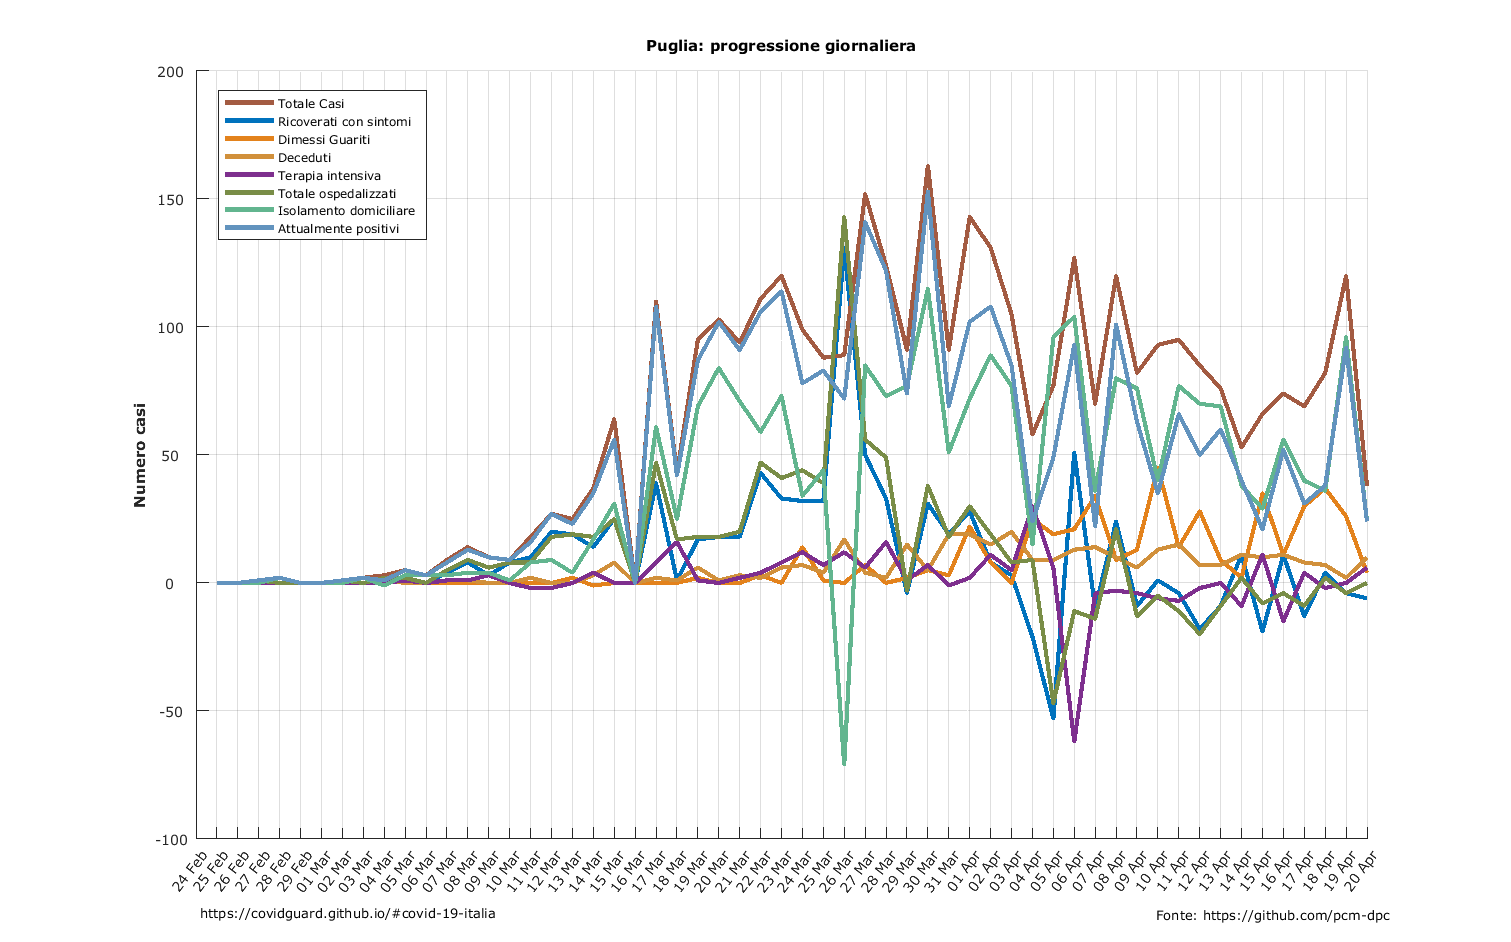 Puglia: progressione giornaliera
200
150
100
50
0
-50
-100
Numero casi
Totale Casi
Ricoverati con sintomi
Dimessi Guariti
Deceduti
Terapia intensiva
Totale ospedalizzati
Isolamento domiciliare
Attualmente positivi
24 Feb
25 Feb
26 Feb
27 Feb
28 Feb
29 Feb
01 Mar
02 Mar
03 Mar
04 Mar
05 Mar
06 Mar
07 Mar
08 Mar
09 Mar
10 Mar
11 Mar
12 Mar
13 Mar
14 Mar
15 Mar
16 Mar
17 Mar
18 Mar
19 Mar
20 Mar
21 Mar
22 Mar
23 Mar
24 Mar
25 Mar
26 Mar
27 Mar
28 Mar
29 Mar
30 Mar
31 Mar
01 Apr
02 Apr
03 Apr
04 Apr
05 Apr
06 Apr
07 Apr
08 Apr
09 Apr
10 Apr
11 Apr
12 Apr
13 Apr
14 Apr
15 Apr
16 Apr
17 Apr
18 Apr
19 Apr
20 Apr
https://covidguard.github.io/#covid-19-italia
Fonte: https://github.com/pcm-dpc